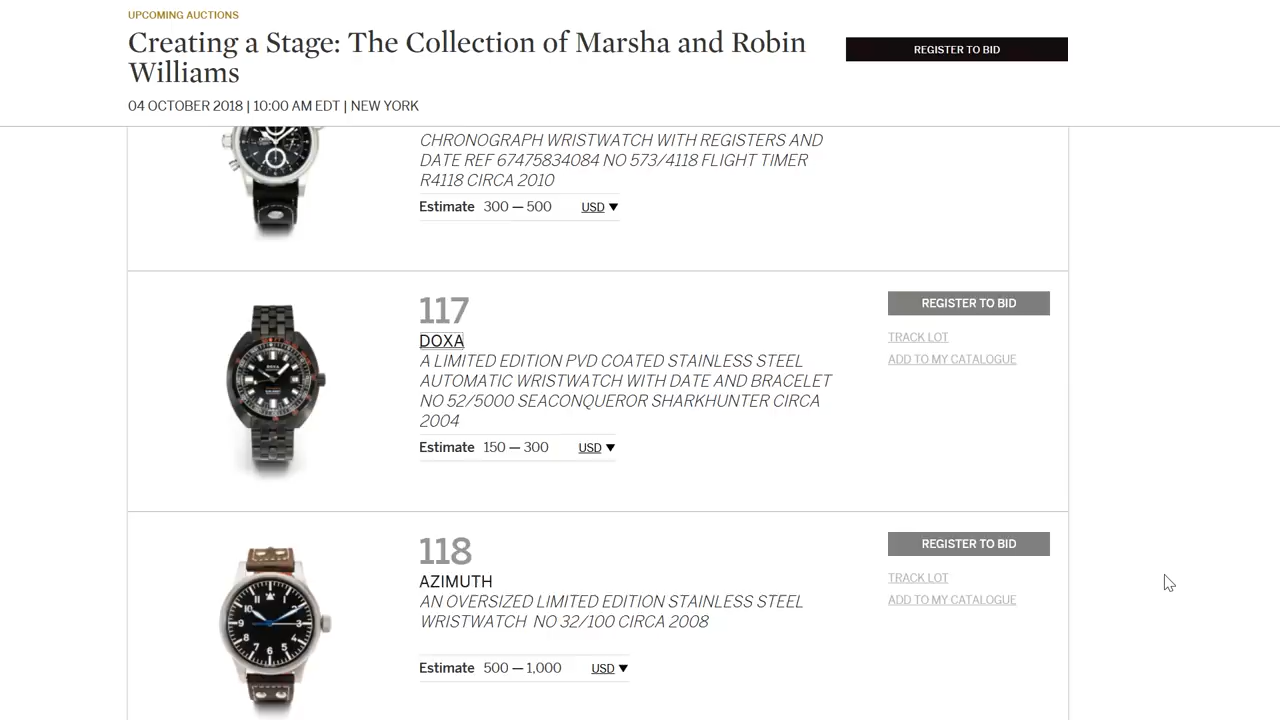 UPCOMING AUCTIONS
Creating a Stage: The Collection of Marsha and Robin
Williams
REGISTER TO BID
04 OCTOBER 2018 | 10:00 AM EDT | NEW YORK
CHRONOGRAPH WRISTWATCH WITH REGISTERS AND
DATE REF 67475834084 NO 573/4118 FLIGHT TIMER
R4118 CIRCA 2010
Estimate 300 — 500 USD ▼
117
REGISTER TO BID
DOXA
TRACK LOT
A LIMITED EDITION PVD COATED STAINLESS STEEL
ADD TO MY CATALOGUE
AUTOMATIC WRISTWATCH WITH DATE AND BRACELET
NO 52/5000 SEACONQUEROR SHARKHUNTER CIRCA
2004
Estimate 150 — 300 USD ▼
118
REGISTER TO BID
AZIMUTH
TRACK LOT
AN OVERSIZED LIMITED EDITION STAINLESS STEEL
ADD TO MY CATALOGUE
WRISTWATCH NO 32/100 CIRCA 2008
Estimate 500 — 1,000 USD ▼